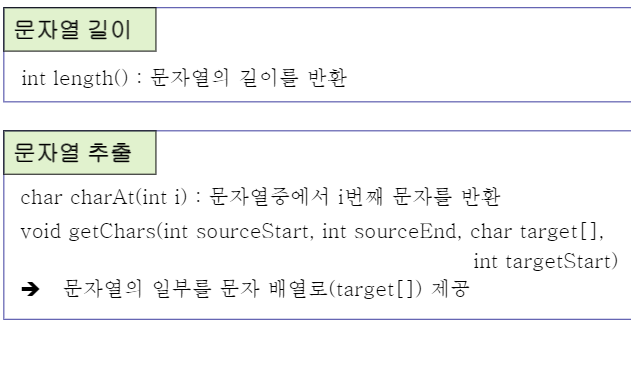 문자열 길이
int length() : 문자열의 길이를 반환
문자열 추출
char charAt(int i) : 문자열중에서 i번째 문자를 반환
void getChars(int sourceStart, int sourceEnd, char target[],
int targetStart)
➔ 문자열의 일부를 문자 배열로(target[]) 제공